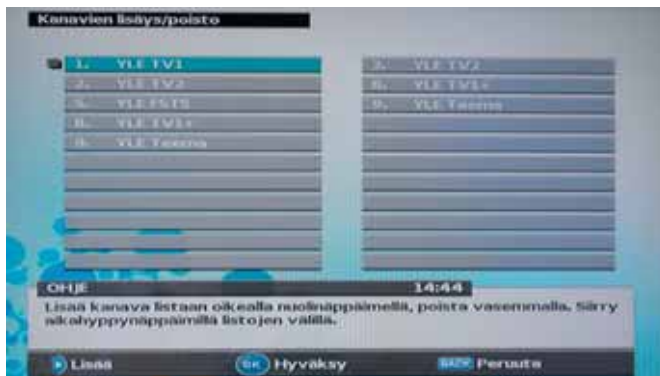 Kanavien lisäys/poisto
1. YLE TV1
2. YLE TV2
5. YLE FST5
8. YLE TV1+
9. YLE Teema
2. YLE TV2
8. YLE TV1+
9. YLE Teema
OHJE 14:44
Lisää kanava listaan oikealla nuolinäppäimellä, poista vasemmalla. Siirry
aikahyppynäppäimillä listojen välillä.
Lisää OK Hyväksy BACK Peruuta